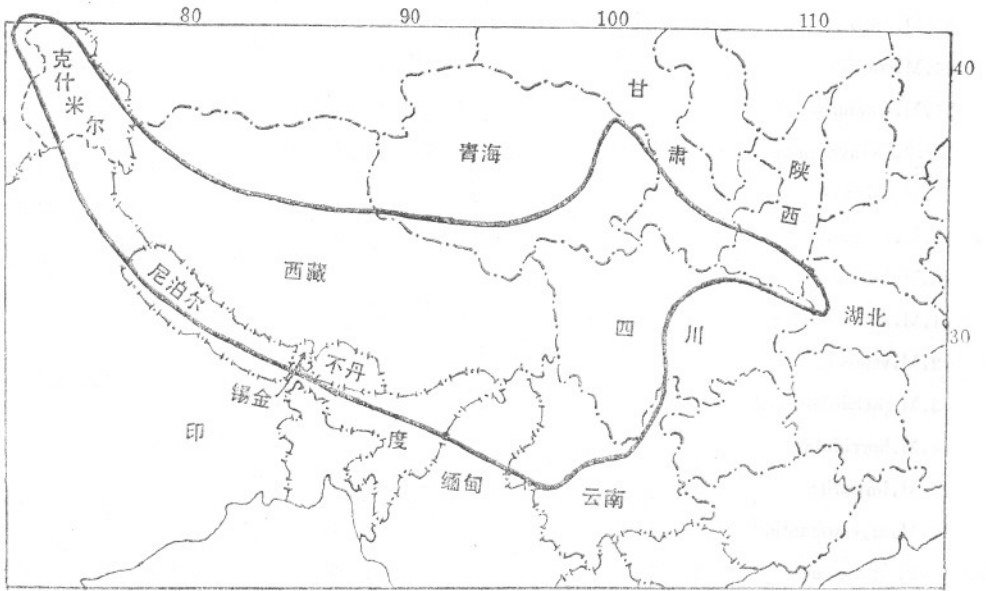 80 90 100 110
40
克什米尔
甘肃
青海
陕西
西藏
尼泊尔
四川
湖北
30
不丹
锡金
印度
缅甸
云南